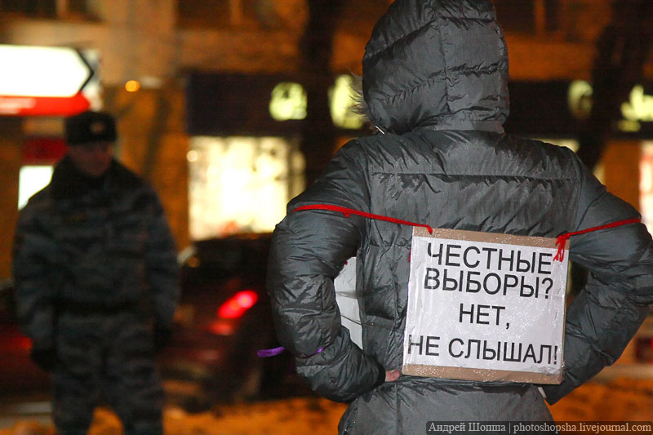 ЧЕСТНЫЕ
ВЫБОРЫ?
НЕТ,
НЕ СЛЫШАЛ!
Андрей Шопша | photoshopsha.livejournal.com